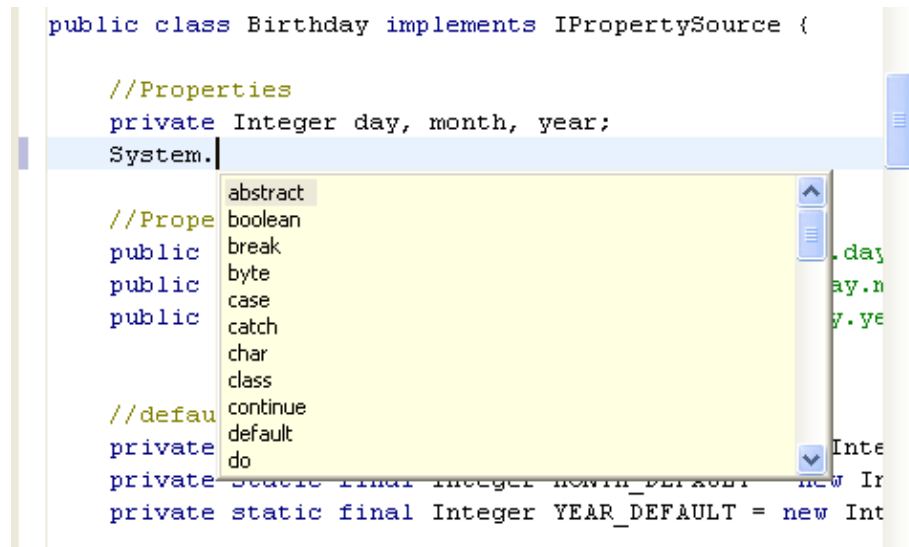 public class Birthday implements IPropertySource {
//Properties
private Integer day, month, year;
System.
abstract
boolean
break
byte
case
catch
char
class
continue
default
do
//Prope
public .day
public ay.m
public y.ye
//defau
private Inte
private static final Integer MONTH_DEFAULT = new In
private static final Integer YEAR_DEFAULT = new Int